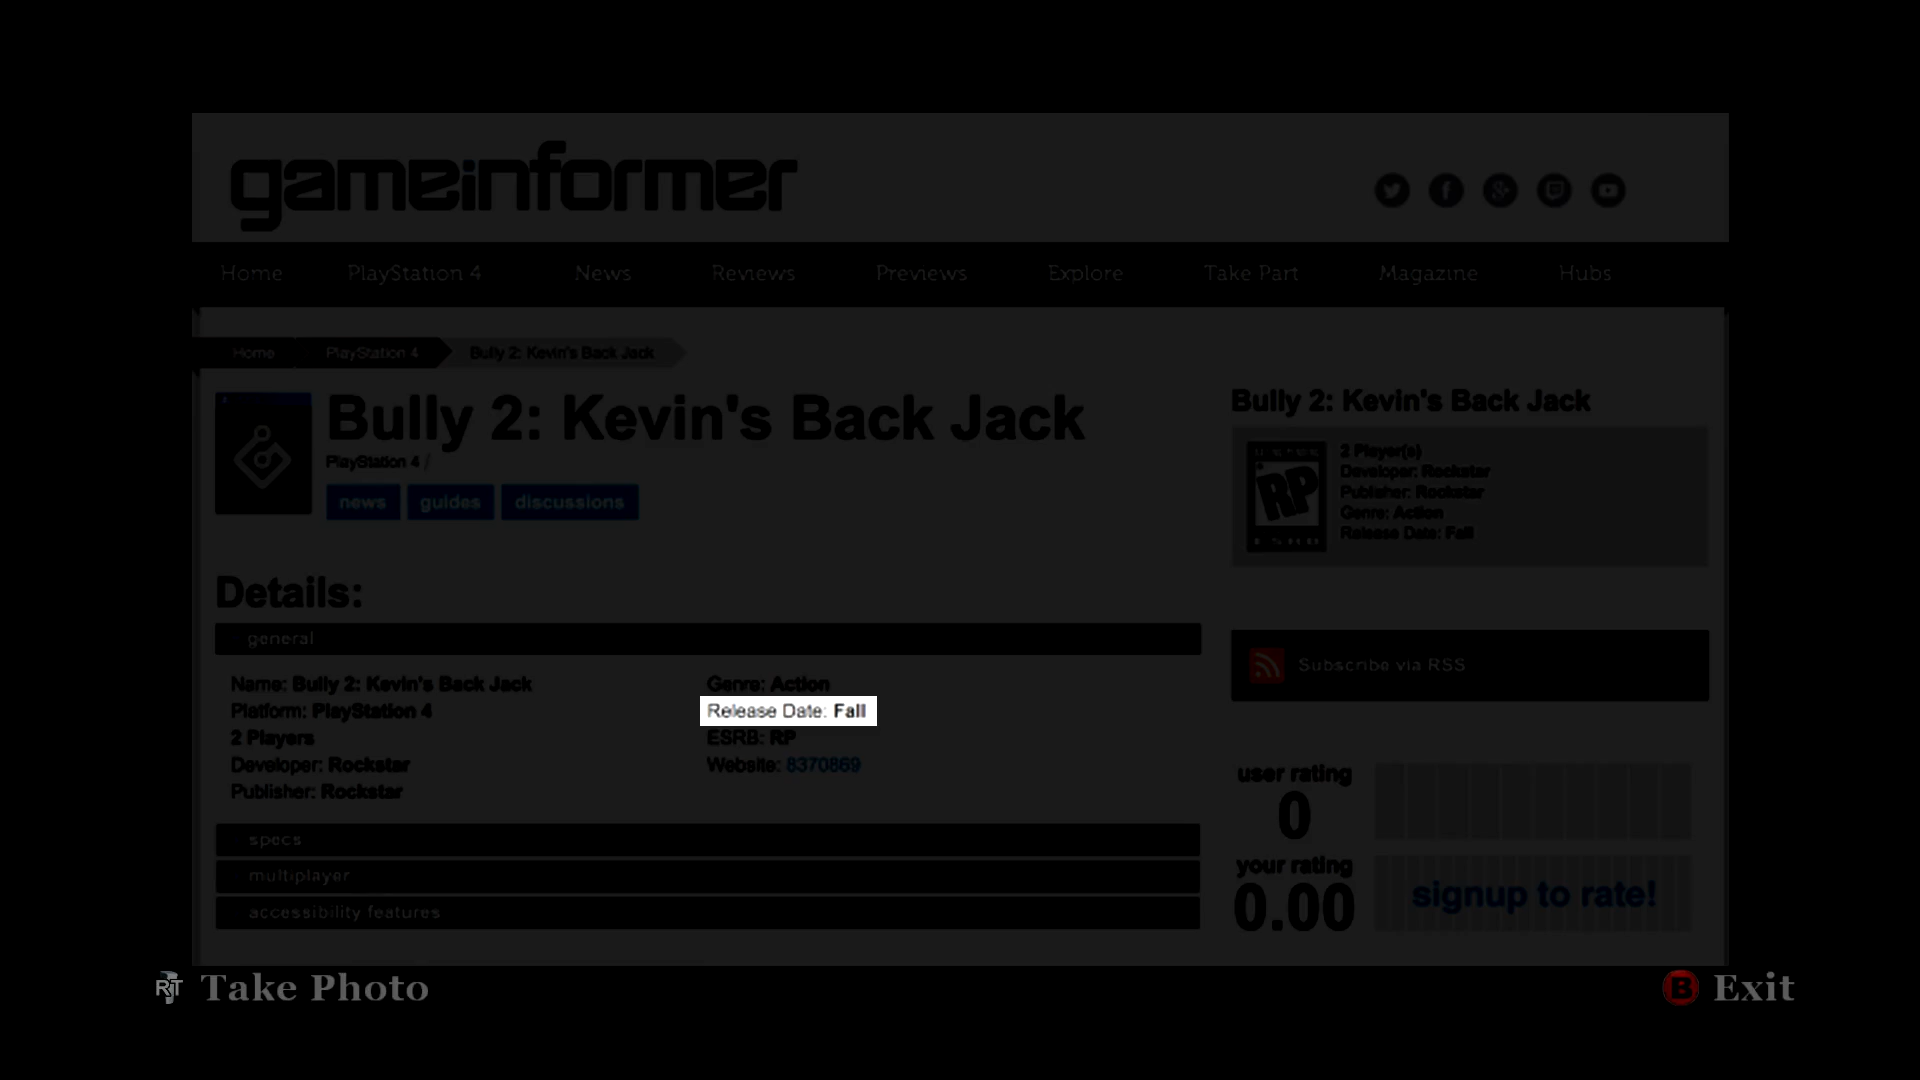 gameinformer
Home PlayStation 4 News Reviews Previews Explore Take Part Magazine Hubs
Home PlayStation 4 Bully 2: Kevin's Back Jack
Bully 2: Kevin's Back Jack
PlayStation 4 /
news guides discussions
Details:
general
Name: Bully 2: Kevin's Back Jack
Platform: PlayStation 4
2 Players
Developer: Rockstar
Publisher: Rockstar
Genre: Action
Release Date: Fall
ESRB: RP
Website: 8370869
specs
multiplayer
accessibility features
Bully 2: Kevin's Back Jack
RP
ESRB
2 Player(s)
Developer: Rockstar
Publisher: Rockstar
Genre: Action
Release Date: Fall
Subscribe via RSS
user rating
0
your rating
0.00
signup to rate!
RT Take Photo
B Exit